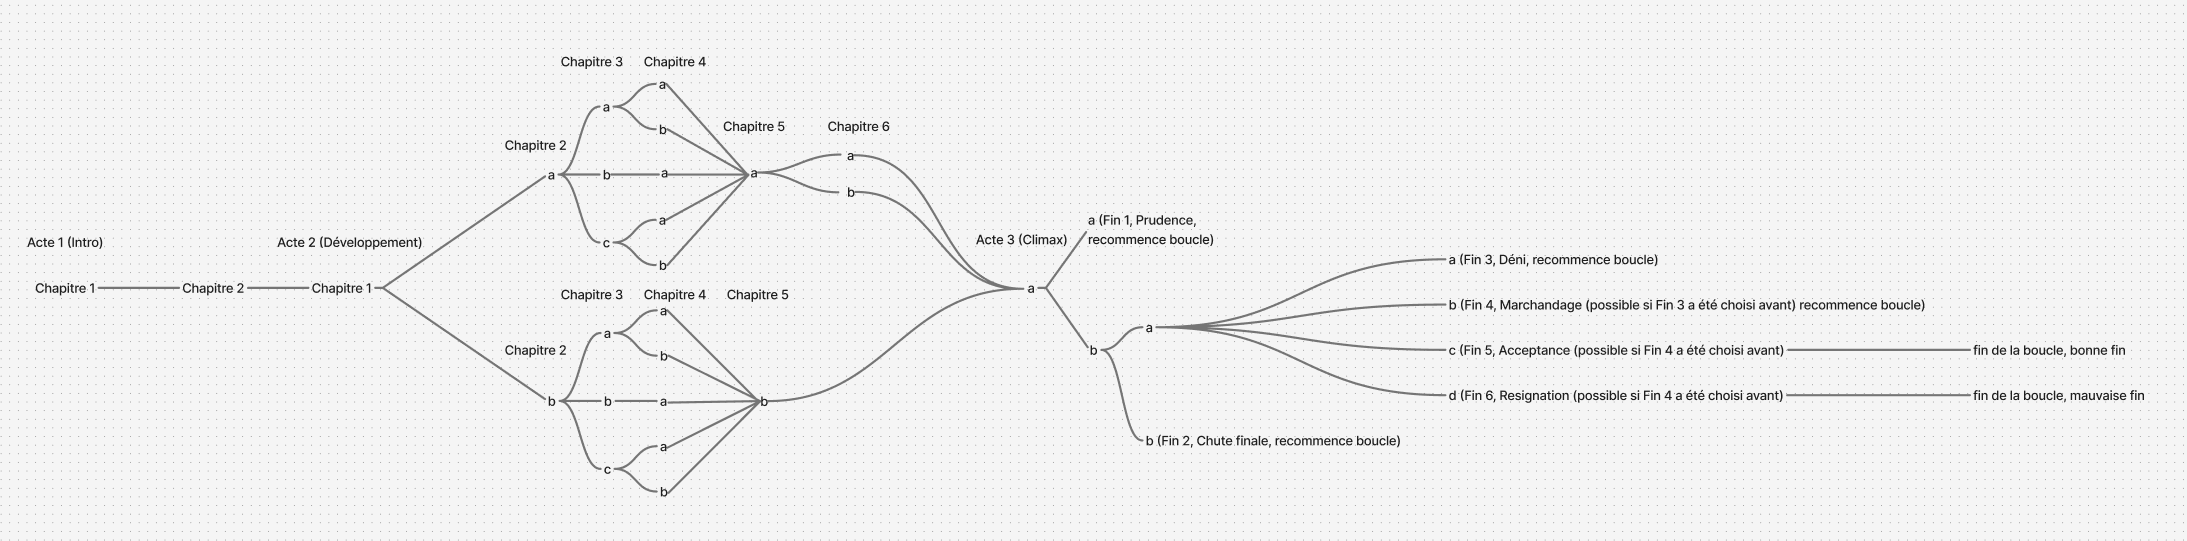 Chapitre 3
Chapitre 4
a
a
b
Chapitre 5
Chapitre 6
Chapitre 2
a
b
a
b
a
a
a
b
c
a
b
Acte 1 (Intro)
Acte 2 (Développement)
Chapitre 1
Chapitre 2
Chapitre 1
Chapitre 3
Chapitre 4
Chapitre 5
a
a
b
Chapitre 2
b
b
a
b
c
a
b
Acte 3 (Climax)
a
a (Fin 1, Prudence,
recommence boucle)
b
a
b (Fin 2, Chute finale, recommence boucle)
a (Fin 3, Déni, recommence boucle)
b (Fin 4, Marchandage (possible si Fin 3 a été choisi avant) recommence boucle)
c (Fin 5, Acceptance (possible si Fin 4 a été choisi avant)
fin de la boucle, bonne fin
d (Fin 6, Resignation (possible si Fin 4 a été choisi avant)
fin de la boucle, mauvaise fin